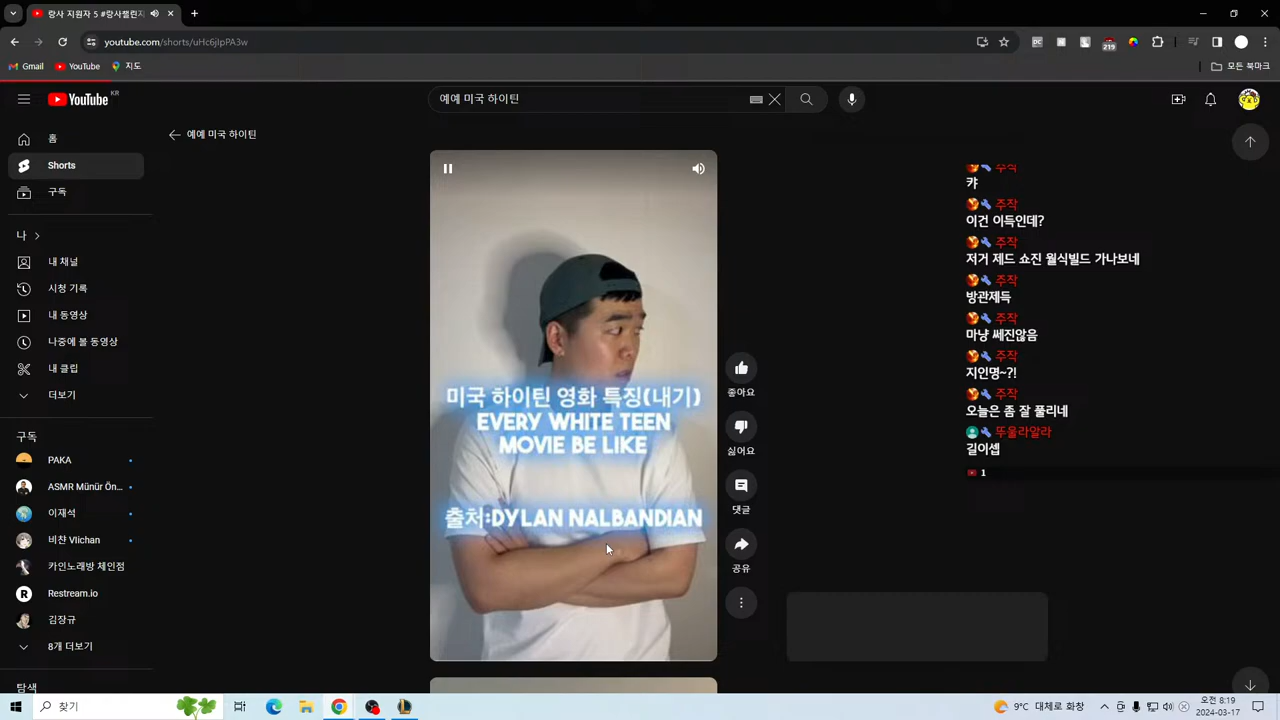 랑사 지원자 5 #랑사챌린지
youtube.com/shorts/uHc6jIpPA3w
Gmail
YouTube
지도
모든 북마크
219
YouTube KR
예예 미국 하이틴
홈
Shorts
구독
나
내 채널
시청 기록
내 동영상
나중에 볼 동영상
내 클립
더보기
구독
PAKA
ASMR Münür Ön...
이재석
비챤 VIichan
카인노래방 체인점
Restream.io
김장규
8개 더보기
탐색
예예 미국 하이틴
미국 하이틴 영화 특징(내기)
EVERY WHITE TEEN
MOVIE BE LIKE
출처:DYLAN NALBANDIAN
좋아요
싫어요
댓글
공유
주작
캬
주작
이건 이득인데?
주작
저거 제드 쇼진 월식빌드 가나보네
주작
방관제득
주작
마냥 쎄진않음
주작
지인명~?!
주작
오늘은 좀 잘 풀리네
뚜울라알라
길이셉
1
찾기
9°C 대체로 화창
오전 8:19
2024-03-17